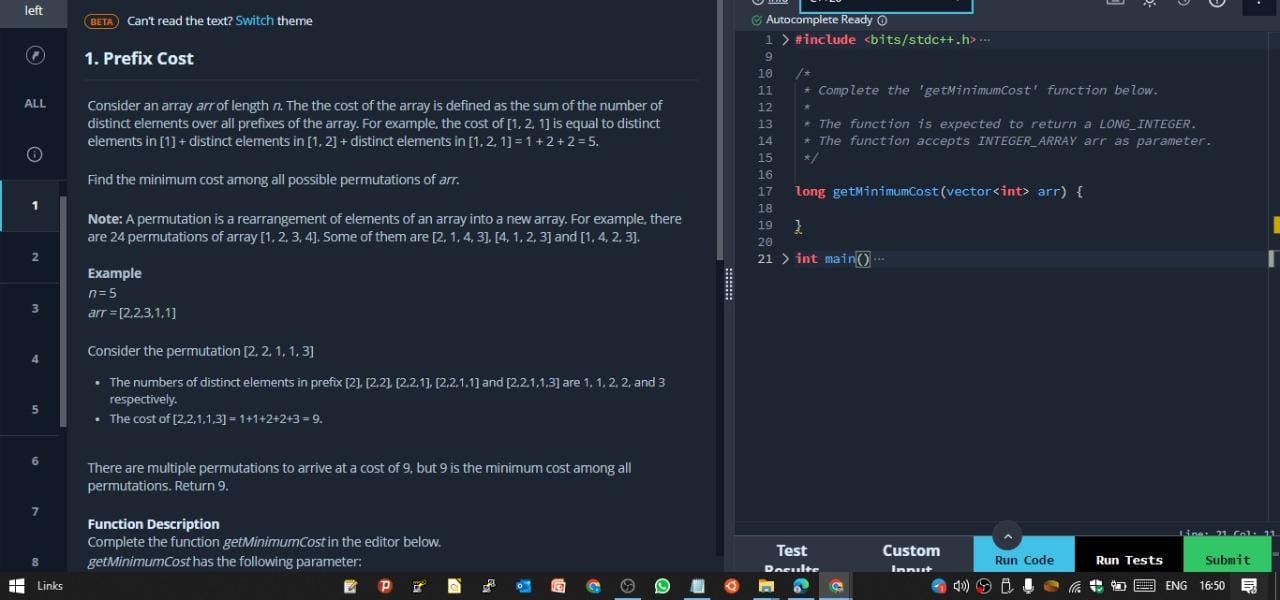 left
BETA Can't read the text? Switch theme
1. Prefix Cost
ALL
Consider an array arr of length n. The the cost of the array is defined as the sum of the number of
distinct elements over all prefixes of the array. For example, the cost of [1, 2, 1] is equal to distinct
elements in [1] + distinct elements in [1, 2] + distinct elements in [1, 2, 1] = 1 + 2 + 2 = 5.
Find the minimum cost among all possible permutations of arr.
Note: A permutation is a rearrangement of elements of an array into a new array. For example, there
are 24 permutations of array [1, 2, 3, 4]. Some of them are [2, 1, 4, 3], [4, 1, 2, 3] and [1, 4, 2, 3].
Example
n = 5
arr = [2,2,3,1,1]
Consider the permutation [2, 2, 1, 1, 3]
• The numbers of distinct elements in prefix [2], [2,2], [2,2,1], [2,2,1,1] and [2,2,1,1,3] are 1, 1, 2, 2, and 3
respectively.
• The cost of [2,2,1,1,3] = 1+1+2+2+3 = 9.
There are multiple permutations to arrive at a cost of 9, but 9 is the minimum cost among all
permutations. Return 9.
Function Description
Complete the function getMinimumCost in the editor below.
getMinimumCost has the following parameter:
1
2
3
4
5
6
7
8
Info
Autocomplete Ready
1 > #include <bits/stdc++.h>···
9
10 /*
11 * Complete the 'getMinimumCost' function below.
12 *
13 * The function is expected to return a LONG_INTEGER.
14 * The function accepts INTEGER_ARRAY arr as parameter.
15 */
16
17 long getMinimumCost(vector<int> arr) {
18
19 }
20
21 > int main()···
Line: 21 Col: 11
Test
Results
Custom
Input
Run Code
Run Tests
Submit
Links
ENG 16:50